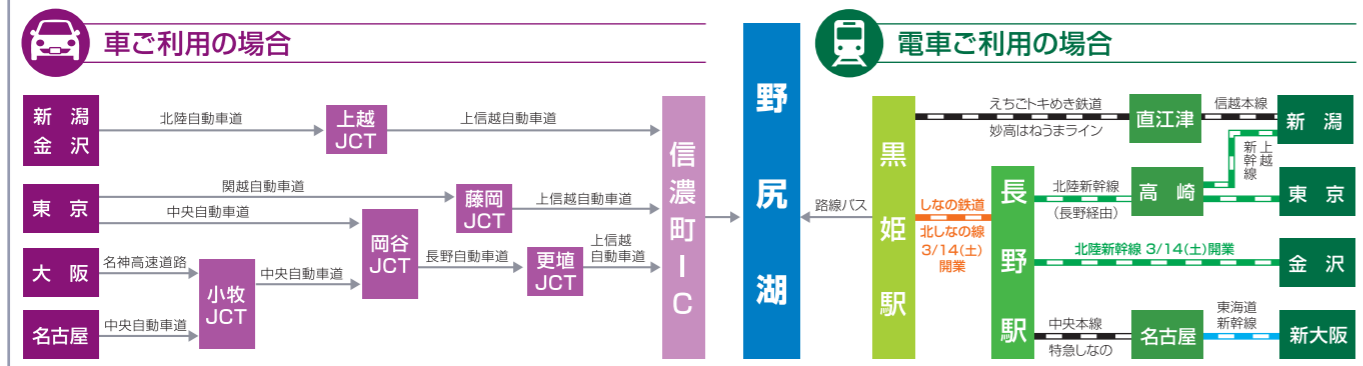 車ご利用の場合
新潟
金沢
北陸自動車道
上越
JCT
上信越自動車道
東京
関越自動車道
藤岡
JCT
上信越自動車道
中央自動車道
岡谷
JCT
長野自動車道
更埴
JCT
上信越
自動車道
大阪
名神高速道路
小牧
JCT
中央自動車道
名古屋
中央自動車道
信濃町IC
野尻湖
電車ご利用の場合
路線バス
黒姫駅
えちごトキめき鉄道
妙高はねうまライン
直江津
信越本線
新潟
しなの鉄道
北しなの線
3/14(土)
開業
長野駅
北陸新幹線
(長野経由)
高崎
上越
新幹線
東京
北陸新幹線 3/14(土)開業
金沢
中央本線
特急しなの
名古屋
東海道
新幹線
新大阪